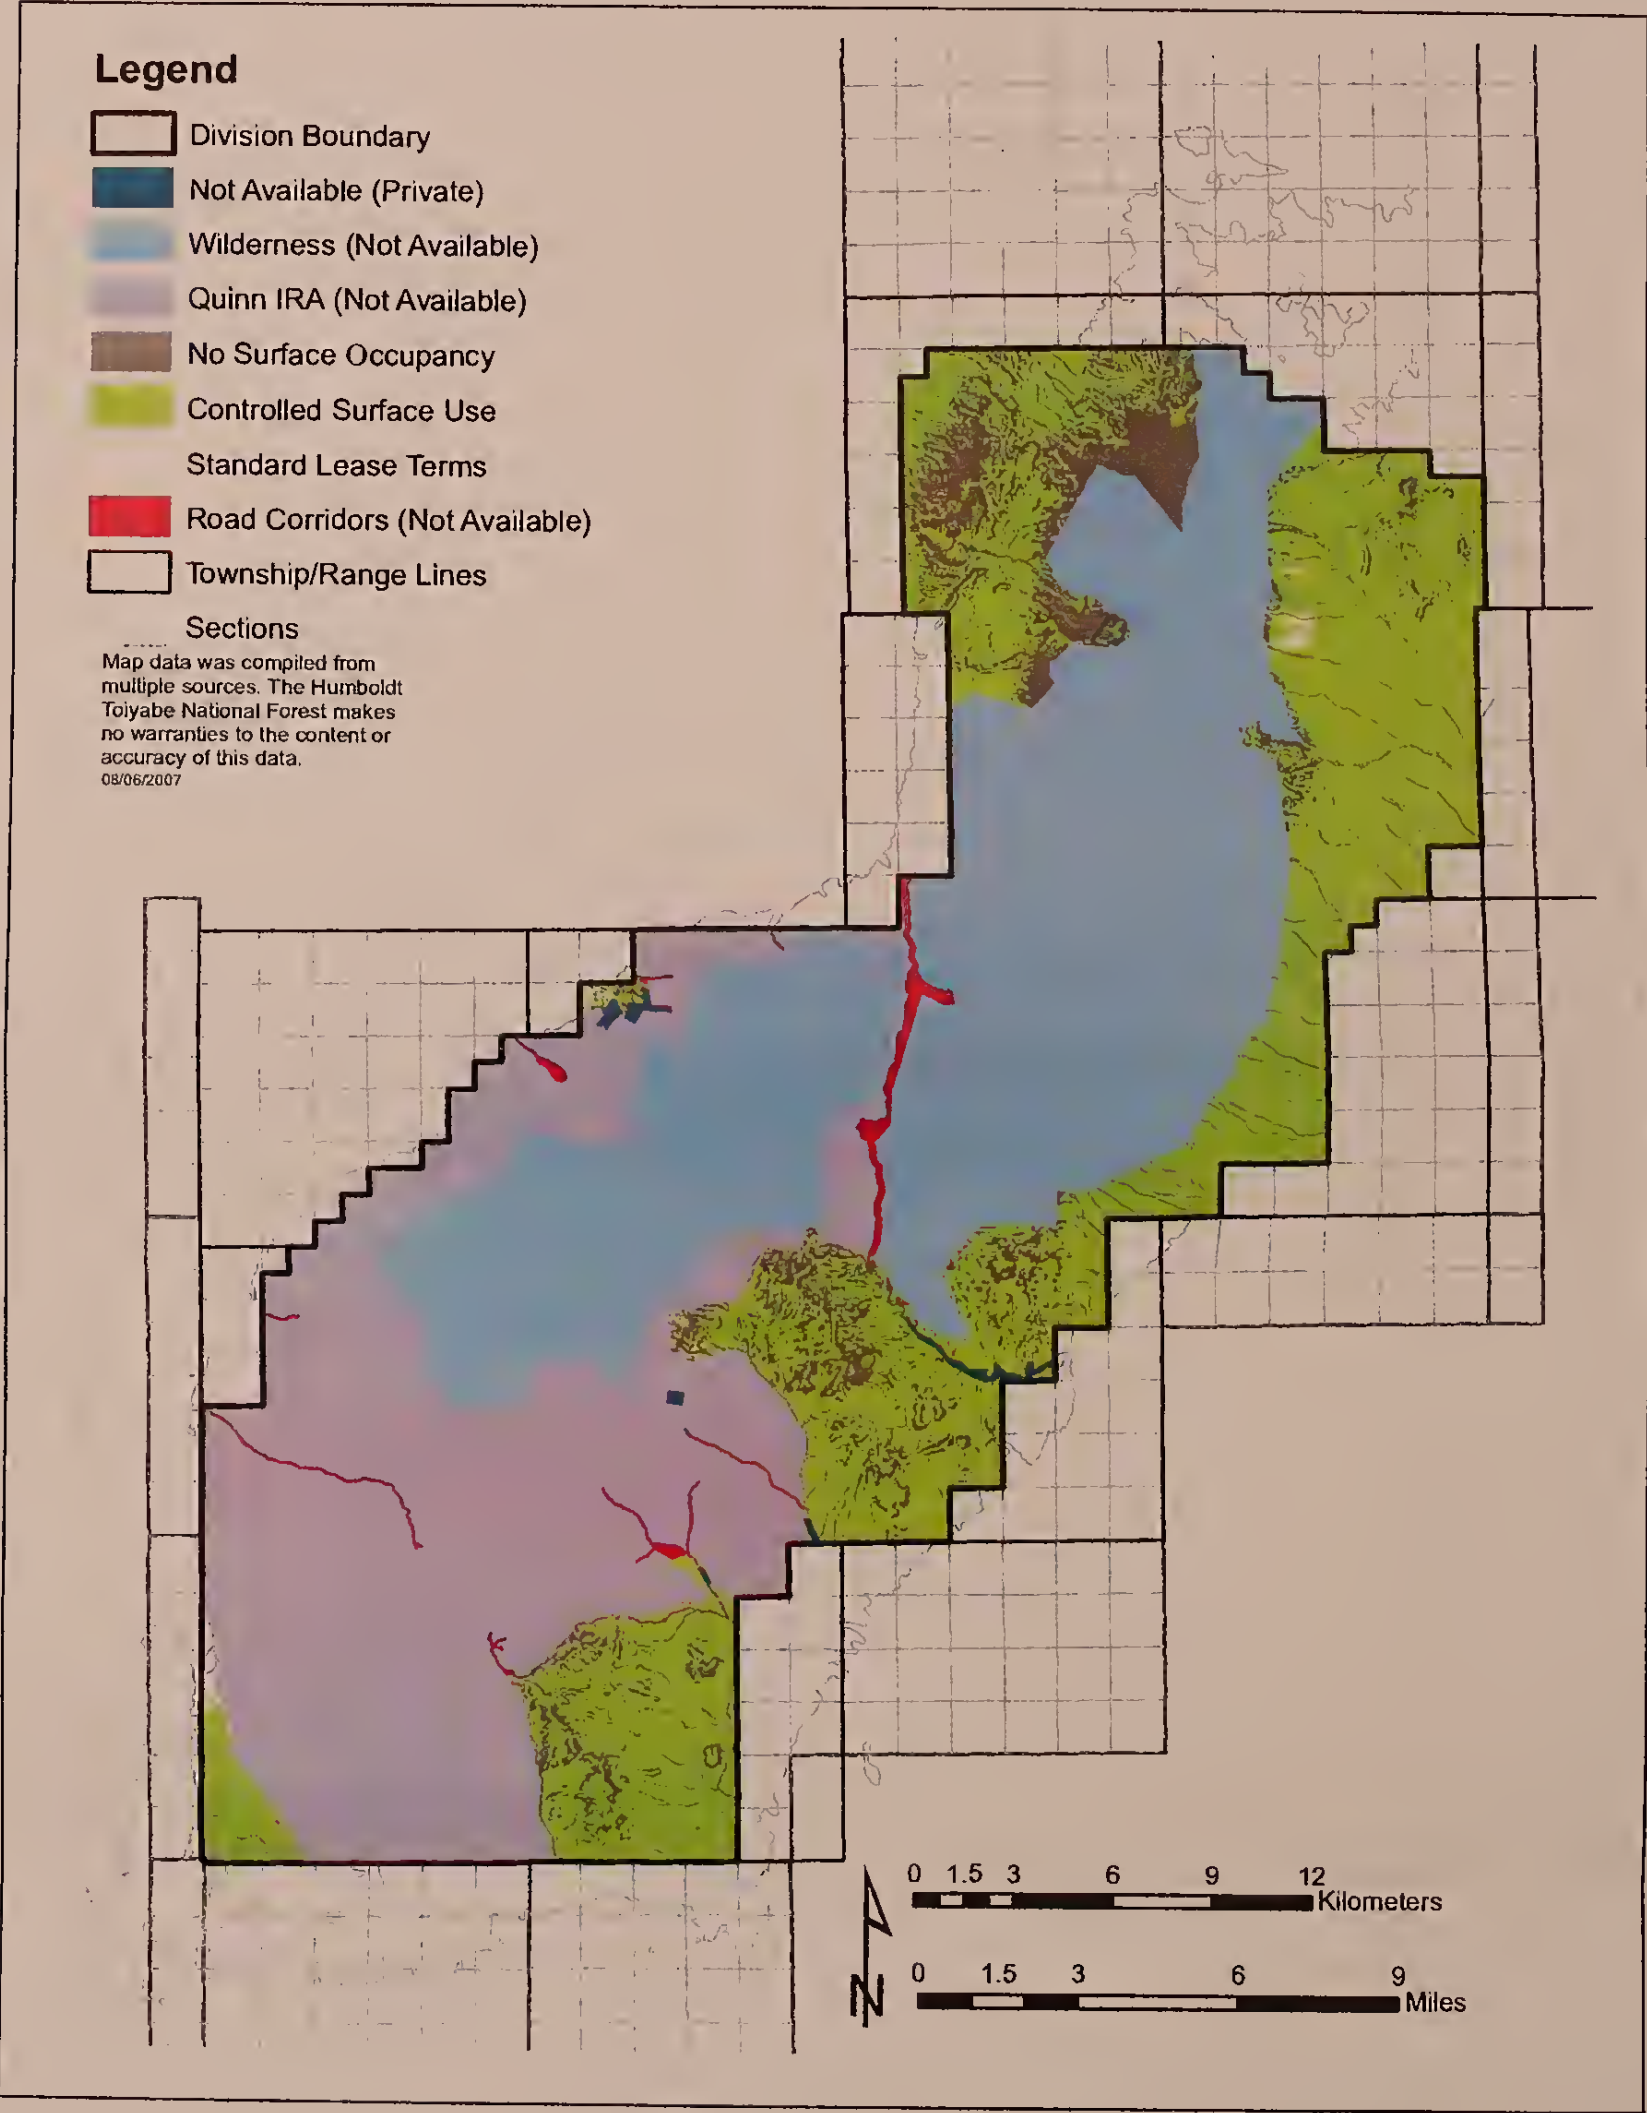 Legend
Division Boundary
Not Available (Private)
Wilderness (Not Available)
Quinn IRA (Not Available)
No Surface Occupancy
Controlled Surface Use
Standard Lease Terms
Road Corridors (Not Available)
Township/Range Lines
Sections
Map data was compiled from
multiple sources. The Humboldt
Toiyabe National Forest makes
no warranties to the content or
accuracy of this data.
08/06/2007
0 1.5 3 6 9 12
Kilometers
N
0 1.5 3 6 9
Miles